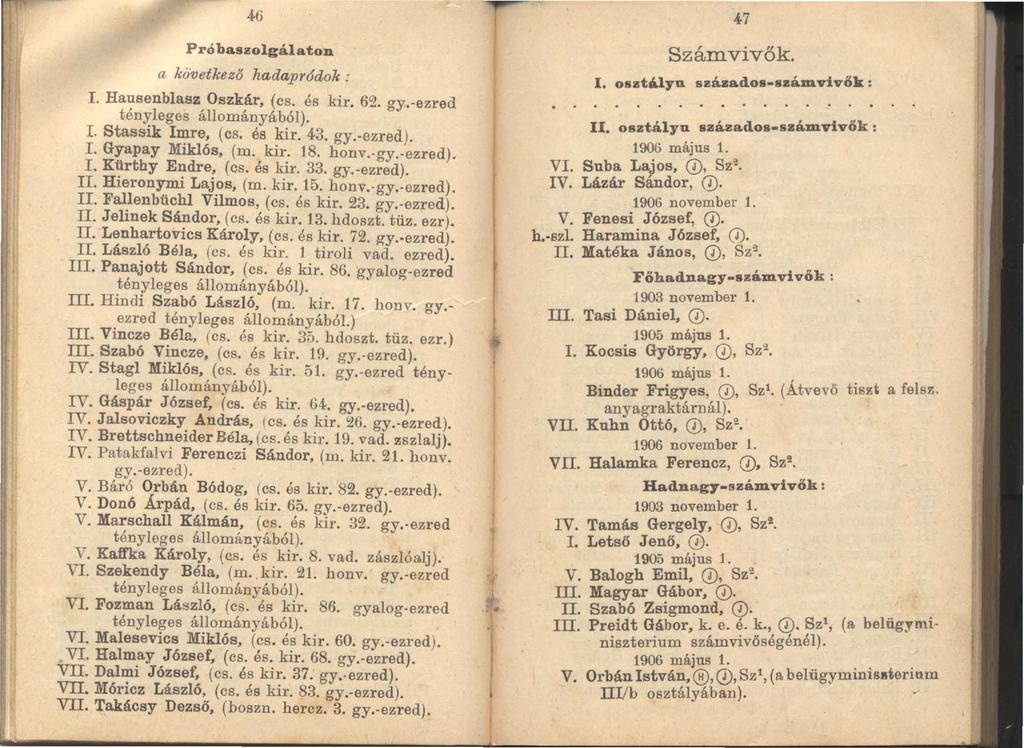 46
Próbaszolgálaton
a következő hadapródok :
I. Hausenblasz Oszkár, (cs. és kir. 62. gy.-ezred
tényleges állományából).
I. Stassik Imre, (cs. és kir. 43. gy.-ezred).
I. Gyapay Miklós, (m. kir. 18. honv.-gy.-ezred).
I. Kürthy Endre, (cs. és kir. 33. gy.-ezred).
II. Hieronymi Lajos, (m. kir. 15. honv.-gy.-ezred).
II. Fallenbüchl Vilmos, (cs. és kir. 23. gy.-ezred).
II. Jelinek Sándor, (cs. és kir. 13. hdoszt. tüz. ezr).
II. Lenhartovics Károly, (cs. és kir. 72. gy.-ezred).
II. László Béla, (cs. és kir. 1 tiroli vad. ezred).
III. Panajott Sándor, (cs. és kir. 86. gyalog-ezred
tényleges állományából).
III. Hindi Szabó László, (m. kir. 17. honv. gy.-
ezred tényleges állományából.)
III. Vincze Béla, (cs. és kir. 35. hdoszt. tüz. ezr.)
III. Szabó Vincze, (cs. és kir. 19. gy.-ezred).
IV. Stagl Miklós, (cs. és kir. 51. gy.-ezred tény-
leges állományából).
IV. Gáspár József, (cs. és kir. 64. gy.-ezred).
IV. Jalsoviczky András, (cs. és kir. 26. gy.-ezred).
IV. Brettschneider Béla, (cs. és kir. 19. vad. zszlalj).
IV. Patakfalvi Ferenczi Sándor, (m. kir. 21. honv.
gy.-ezred).
V. Báró Orbán Bódog, (cs. és kir. 82. gy.-ezred).
V. Donó Árpád, (cs. és kir. 65. gy.-ezred).
V. Marschall Kálmán, (cs. és kir. 32. gy.-ezred
tényleges állományából).
V. Kaffka Károly, (cs. és kir. 8. vad. zászlóalj).
VI. Szekendy Béla, (m. kir. 21. honv. gy.-ezred
tényleges állományából).
VI. Fozman László, (cs. és kir. 86. gyalog-ezred
tényleges állományából).
VI. Malesevics Miklós, (cs. és kir. 60. gy.-ezred).
VI. Halmay József, (cs. és. kir. 68. gy.-ezred).
VII. Dalmi József, (cs. és kir. 37. gy.-ezred).
VII. Móricz László, (cs. és kir. 83. gy.-ezred).
VII. Takácsy Dezső, (boszn. hercz. 3. gy.-ezred).
47
Számvivők.
I. osztályu százados-számvivők :
. . . . . . . . . . . . . . . . . .
II. osztályu százados-számvivők :
1906 május 1.
VI. Suba Lajos, Ⓙ, Sz².
IV. Lázár Sándor, Ⓙ.
1906 november 1.
V. Fenesi József, Ⓙ.
h.-szl. Haramina József, Ⓙ.
II. Matéka János, Ⓙ, Sz².
Főhadnagy-számvivők :
1903 november 1.
III. Tasi Dániel, Ⓙ.
1905 május 1.
I. Kocsis György, Ⓙ, Sz².
1906 május 1.
Binder Frigyes, Ⓙ, Sz¹. (Átvevő tiszt a felsz.
anyagraktárnál).
VII. Kuhn Ottó, Ⓙ, Sz².
1906 november 1.
VII. Halamka Ferencz, Ⓙ, Sz².
Hadnagy-számvivők :
1903 november 1.
IV. Tamás Gergely, Ⓙ, Sz².
I. Letső Jenő, Ⓙ.
1905 május 1.
V. Balogh Emil, Ⓙ, Sz².
III. Magyar Gábor, Ⓙ.
II. Szabó Zsigmond, Ⓙ.
III. Preidt Gábor, k. e. é. k., Ⓙ. Sz¹, (a belügymi-
niszterium számvivőségénél).
1906 május 1.
V. Orbán István, Ⓗ, Ⓙ, Sz¹, (a belügyminiszterium
III/b osztályában).